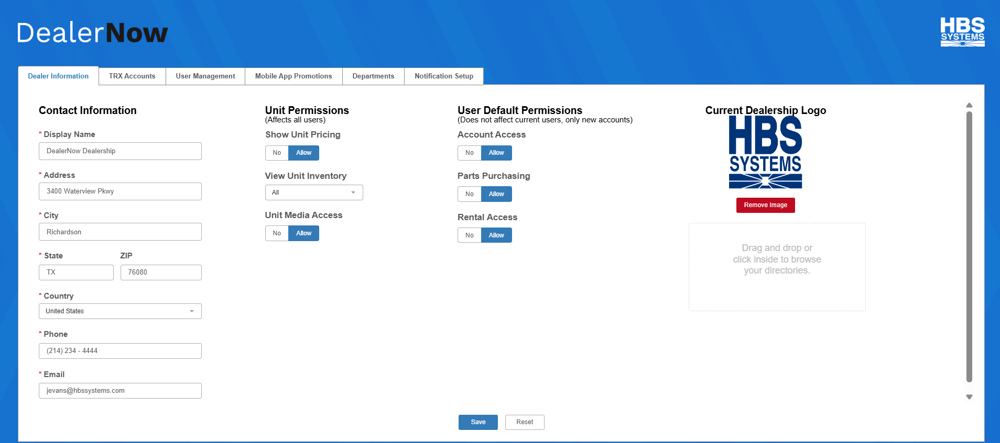 DealerNow
HBS
SYSTEMS
Dealer Information
TRX Accounts
User Management
Mobile App Promotions
Departments
Notification Setup
Contact Information
* Display Name
DealerNow Dealership
* Address
3400 Waterview Pkwy
* City
Richardson
* State
ZIP
TX
76080
* Country
United States
* Phone
(214) 234 - 4444
* Email
jevans@hbssystems.com
Unit Permissions
(Affects all users)
Show Unit Pricing
No
Allow
View Unit Inventory
All
Unit Media Access
No
Allow
User Default Permissions
(Does not affect current users, only new accounts)
Account Access
No
Allow
Parts Purchasing
No
Allow
Rental Access
No
Allow
Current Dealership Logo
HBS
SYSTEMS
Remove Image
Drag and drop or
click inside to browse
your directories.
Save
Reset